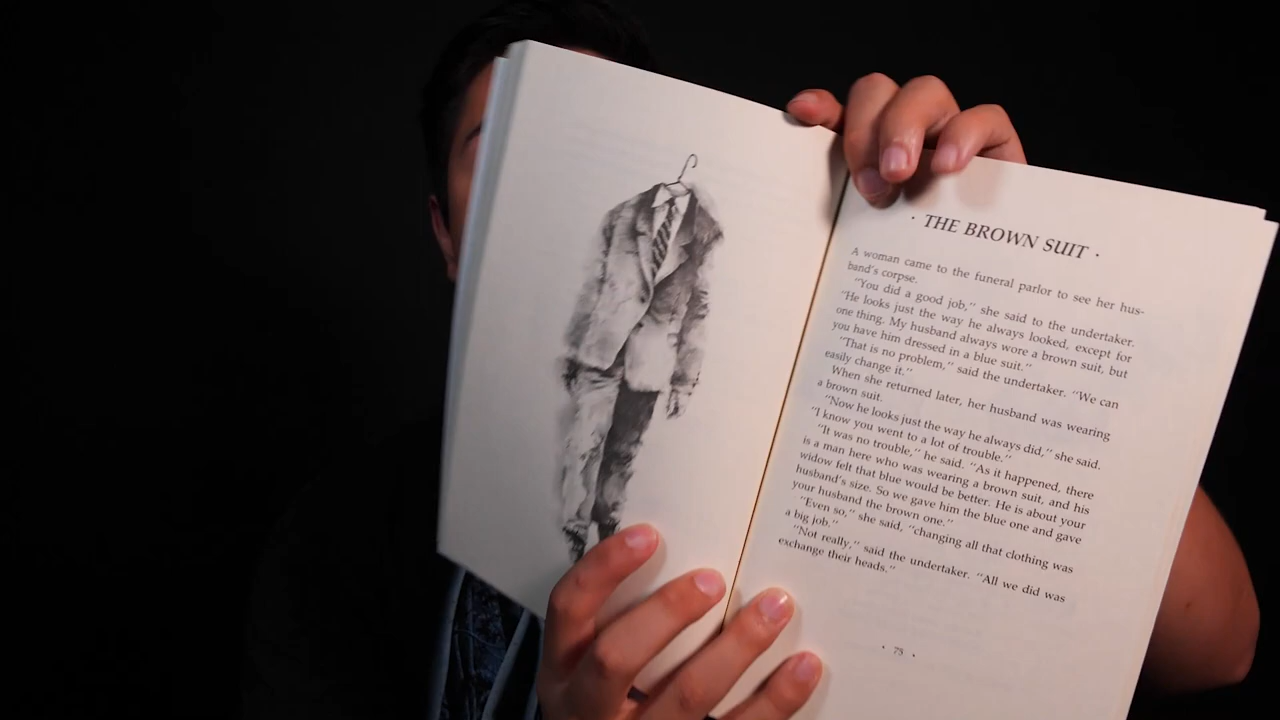 · THE BROWN SUIT ·
A woman came to the funeral parlor to see her hus-
band's corpse.
"You did a good job," she said to the undertaker.
"He looks just the way he always looked, except for
one thing. My husband always wore a brown suit, but
you have him dressed in a blue suit."
"That is no problem," said the undertaker. "We can
easily change it."
When she returned later, her husband was wearing
a brown suit.
"Now he looks just the way he always did," she said.
"I know you went to a lot of trouble."
"It was no trouble," he said. "As it happened, there
is a man here who was wearing a brown suit, and his
widow felt that blue would be better. He is about your
husband's size. So we gave him the blue one and gave
your husband the brown one."
"Even so," she said, "changing all that clothing was
a big job."
"Not really," said the undertaker. "All we did was
exchange their heads."
· 75 ·